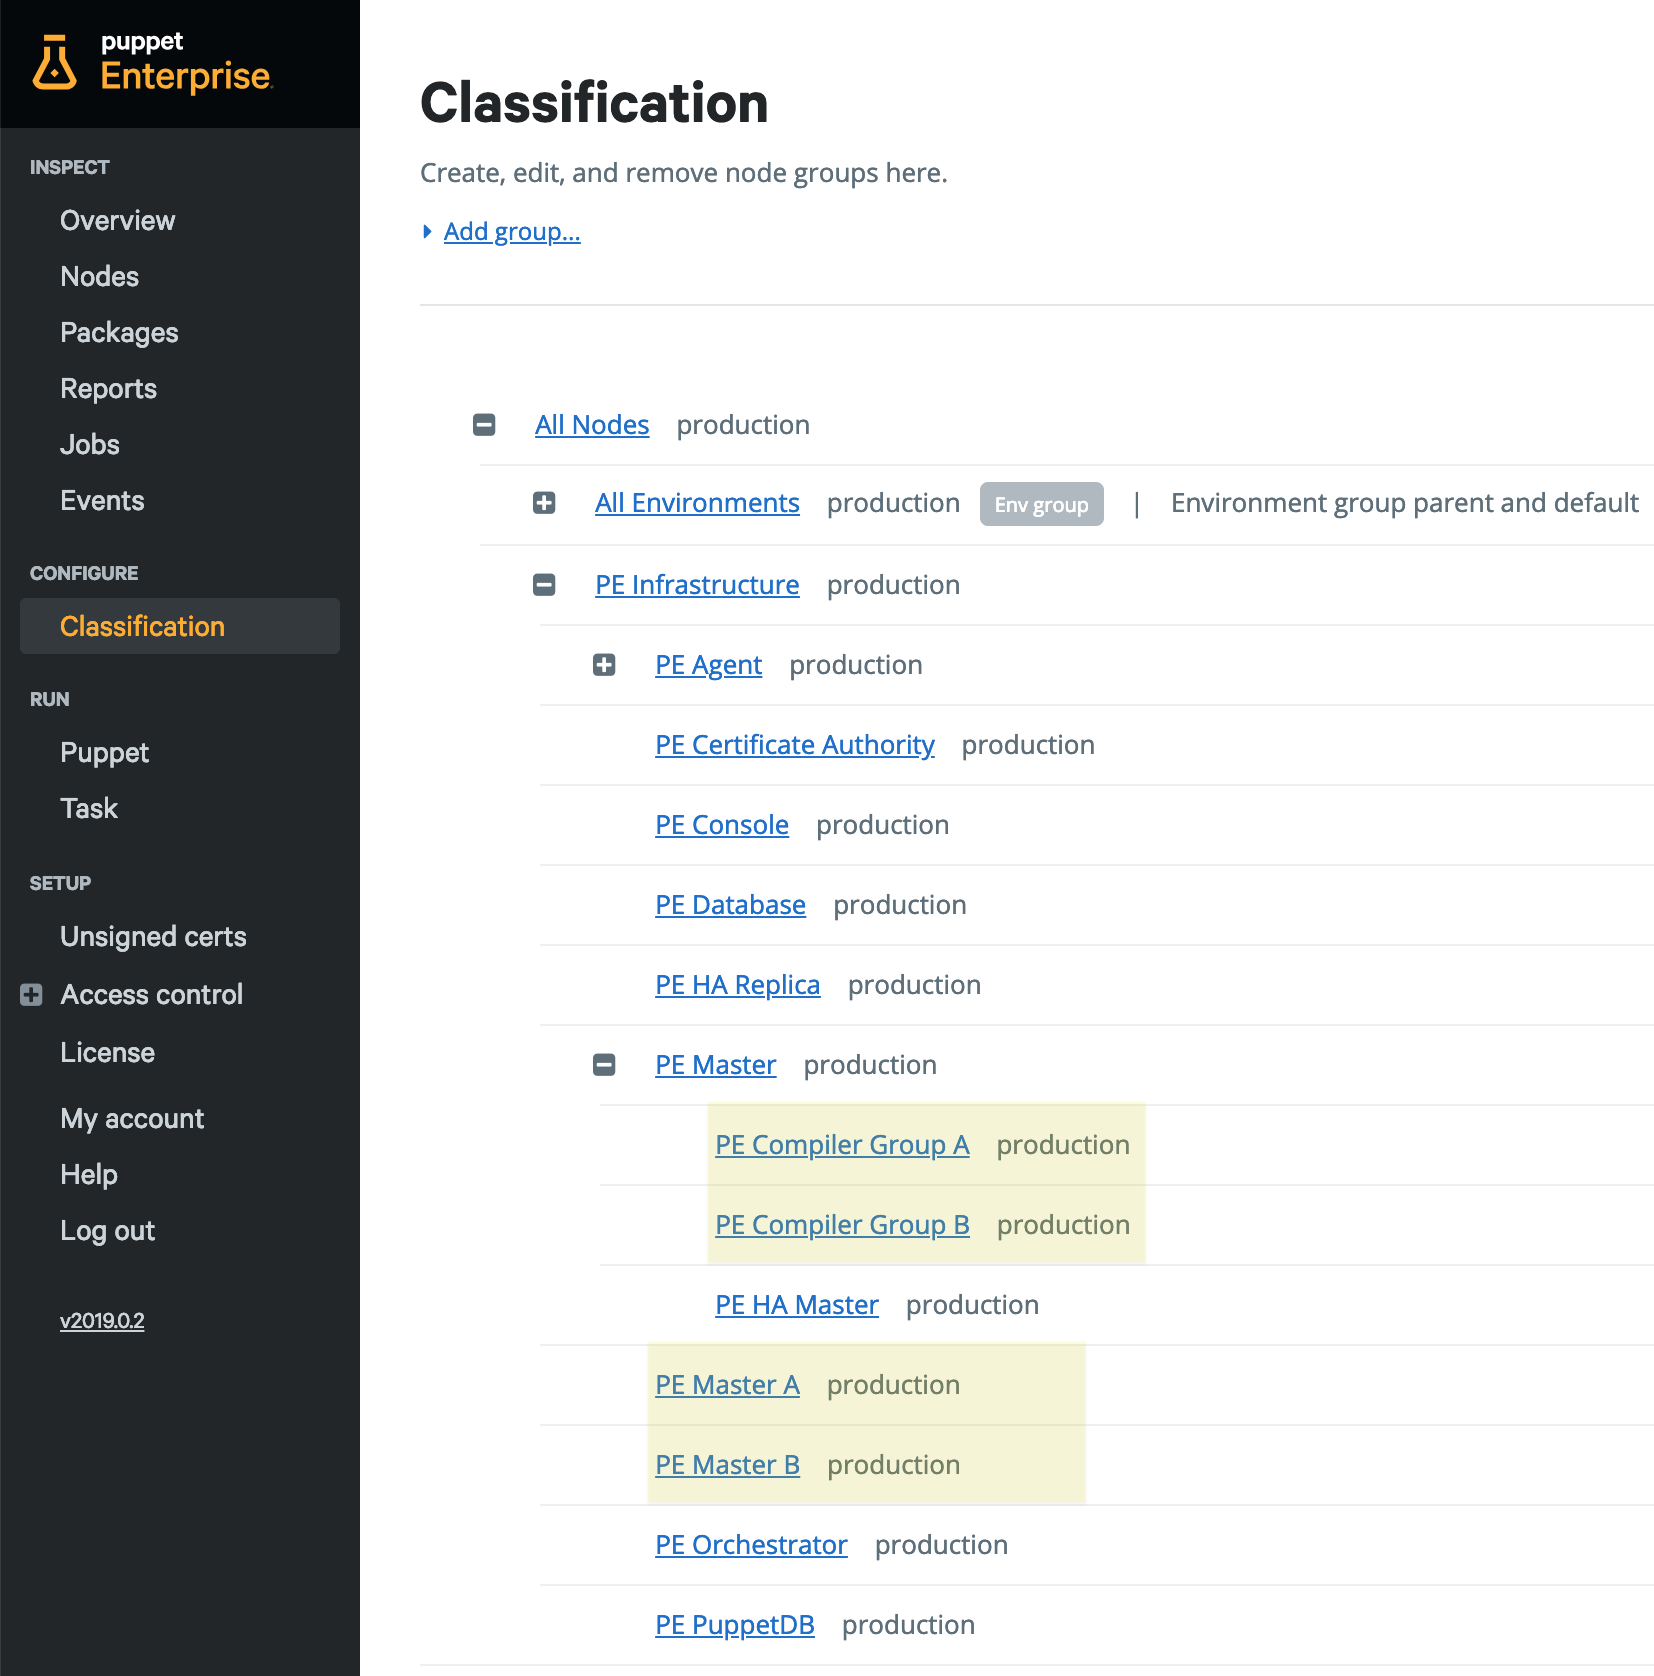 puppet
Enterprise
INSPECT
Overview
Nodes
Packages
Reports
Jobs
Events
CONFIGURE
Classification
RUN
Puppet
Task
SETUP
Unsigned certs
Access control
License
My account
Help
Log out
v2019.0.2
Classification
Create, edit, and remove node groups here.
Add group...
All Nodes production
All Environments production Env group | Environment group parent and default
PE Infrastructure production
PE Agent production
PE Certificate Authority production
PE Console production
PE Database production
PE HA Replica production
PE Master production
PE Compiler Group A production
PE Compiler Group B production
PE HA Master production
PE Master A production
PE Master B production
PE Orchestrator production
PE PuppetDB production